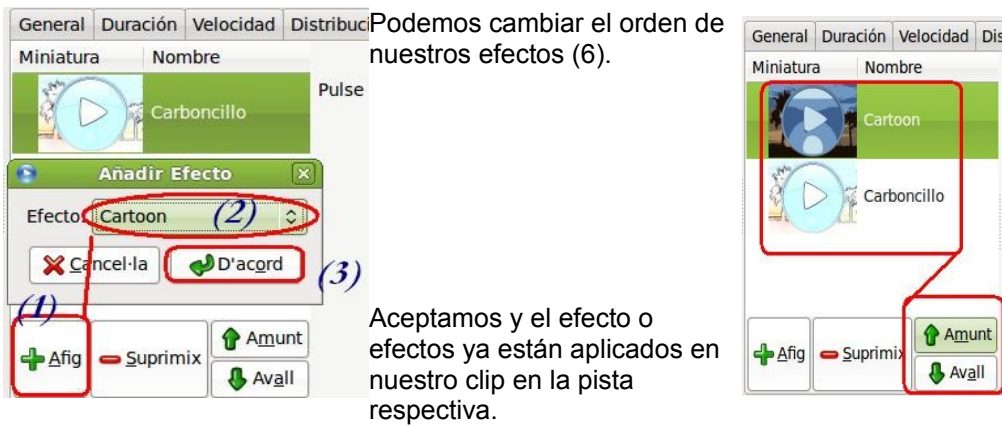 General Duración Velocidad Distribuci
Miniatura Nombre
Carboncillo
Pulse
Añadir Efecto
Efecto: Cartoon (2)
Cancel·la D'acord (3)
(1)
Afig Suprimix Amunt
Avall
Podemos cambiar el orden de
nuestros efectos (6).
Aceptamos y el efecto o
efectos ya están aplicados en
nuestro clip en la pista
respectiva.
General Duración Velocidad Dis
Miniatura Nombre
Cartoon
Carboncillo
Afig Suprimix Amunt
Avall